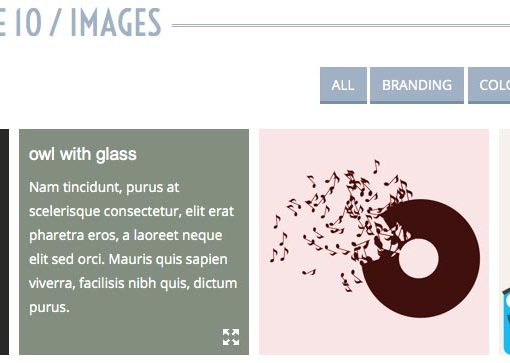 E 10 / IMAGES
ALL BRANDING COLO
owl with glass
Nam tincidunt, purus at
scelerisque consectetur, elit erat
pharetra eros, a laoreet neque
elit sed orci. Mauris quis sapien
viverra, facilisis nibh quis, dictum
purus.